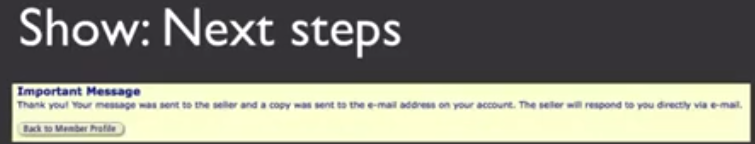 Show: Next steps
Important Message
Thank you! Your message was sent to the seller and a copy was sent to the e-mail address on your account. The seller will respond to you directly via e-mail.
Back to Member Profile